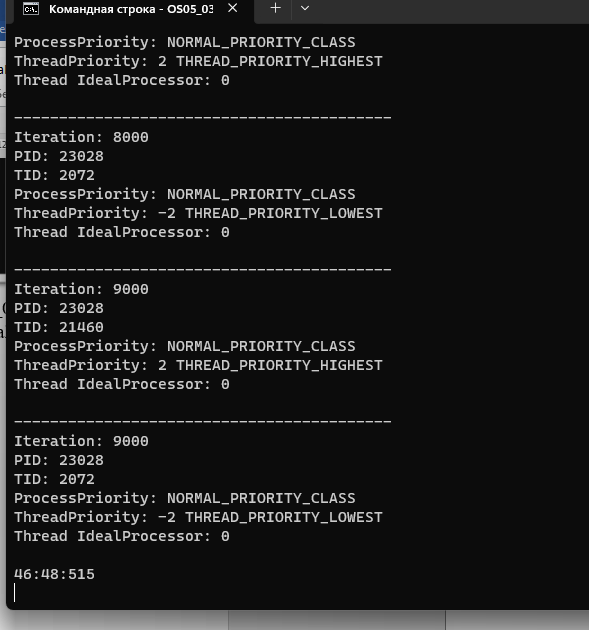 Командная строка - OS05_03
ProcessPriority: NORMAL_PRIORITY_CLASS
ThreadPriority: 2 THREAD_PRIORITY_HIGHEST
Thread IdealProcessor: 0
------------------------------------------
Iteration: 8000
PID: 23028
TID: 2072
ProcessPriority: NORMAL_PRIORITY_CLASS
ThreadPriority: -2 THREAD_PRIORITY_LOWEST
Thread IdealProcessor: 0
------------------------------------------
Iteration: 9000
PID: 23028
TID: 21460
ProcessPriority: NORMAL_PRIORITY_CLASS
ThreadPriority: 2 THREAD_PRIORITY_HIGHEST
Thread IdealProcessor: 0
------------------------------------------
Iteration: 9000
PID: 23028
TID: 2072
ProcessPriority: NORMAL_PRIORITY_CLASS
ThreadPriority: -2 THREAD_PRIORITY_LOWEST
Thread IdealProcessor: 0
46:48:515